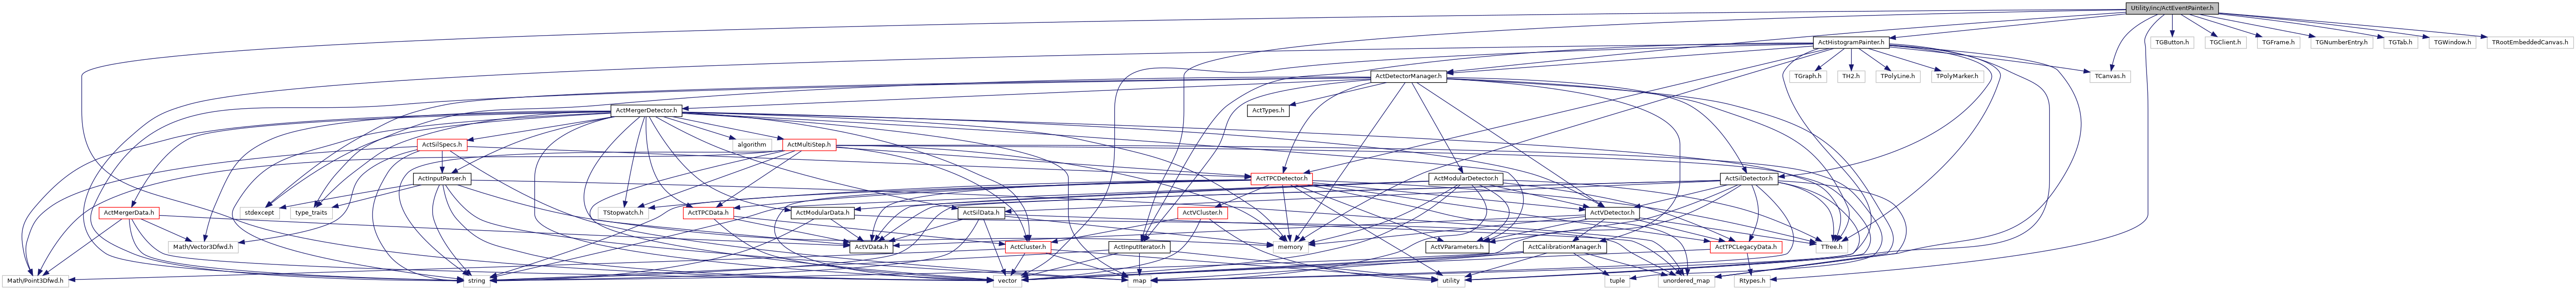 Utility/inc/ActEventPainter.h
ActHistogramPainter.h
TGButton.h
TGClient.h
TGFrame.h
TGNumberEntry.h
TGTab.h
TGWindow.h
TRootEmbeddedCanvas.h
ActDetectorManager.h
TGraph.h
TH2.h
TPolyLine.h
TPolyMarker.h
TCanvas.h
ActMergerDetector.h
ActTypes.h
ActSilSpecs.h
algorithm
ActMultiStep.h
ActInputParser.h
ActTPCDetector.h
ActModularDetector.h
ActSilDetector.h
ActMergerData.h
stdexcept
type_traits
TStopwatch.h
ActTPCData.h
ActModularData.h
ActSilData.h
ActVCluster.h
ActVDetector.h
Math/Vector3Dfwd.h
ActVData.h
ActCluster.h
ActInputIterator.h
memory
ActVParameters.h
ActCalibrationManager.h
ActTPCLegacyData.h
TTree.h
Math/Point3Dfwd.h
string
vector
map
utility
tuple
unordered_map
Rtypes.h